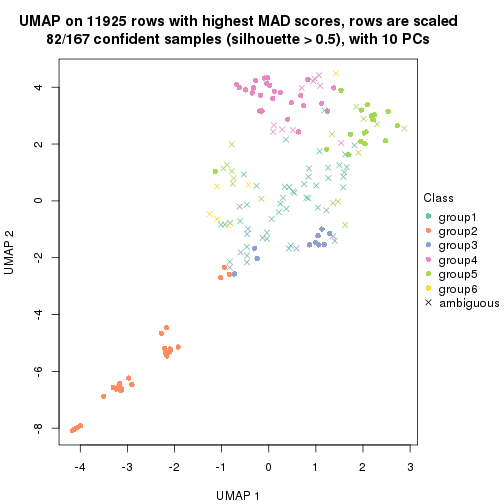 UMAP on 11925 rows with highest MAD scores, rows are scaled
82/167 confident samples (silhouette > 0.5), with 10 PCs
4
2
0
-2
-4
-6
-8
UMAP 2
-4
-3
-2
-1
0
1
2
3
UMAP 1
Class
group1
group2
group3
group4
group5
group6
ambiguous